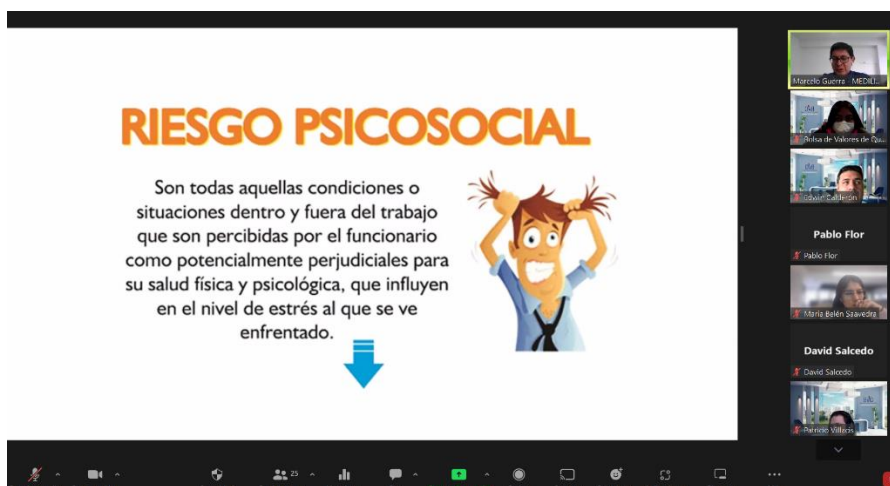 RIESGO PSICOSOCIAL
Son todas aquellas condiciones o
situaciones dentro y fuera del trabajo
que son percibidas por el funcionario
como potencialmente perjudiciales para
su salud física y psicológica, que influyen
en el nivel de estrés al que se ve
enfrentado.
Marcelo Guerra - MEDILI...
Bolsa de Valores de Qu...
Edwin Calderón
Pablo Flor
Pablo Flor
María Belén Saavedra
David Salcedo
David Salcedo
Patricio Villacis
25